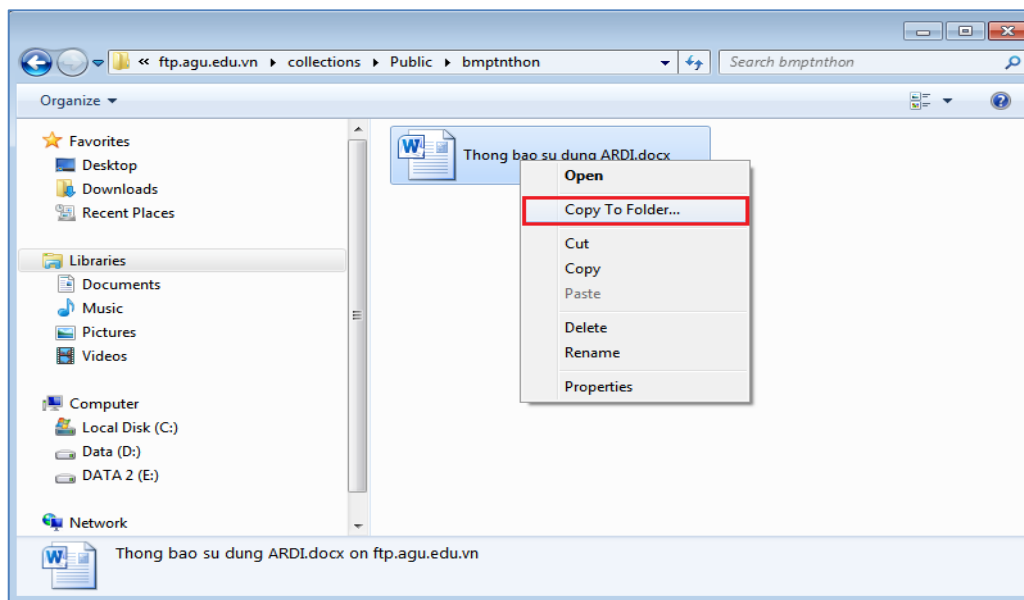 « ftp.agu.edu.vn ▸ collections ▸ Public ▸ bmptnthon
Search bmptnthon
Organize
Favorites
Desktop
Downloads
Recent Places
Libraries
Documents
Music
Pictures
Videos
Computer
Local Disk (C:)
Data (D:)
DATA 2 (E:)
Network
Thong bao su dung ARDI.docx
Open
Copy To Folder...
Cut
Copy
Paste
Delete
Rename
Properties
Thong bao su dung ARDI.docx on ftp.agu.edu.vn